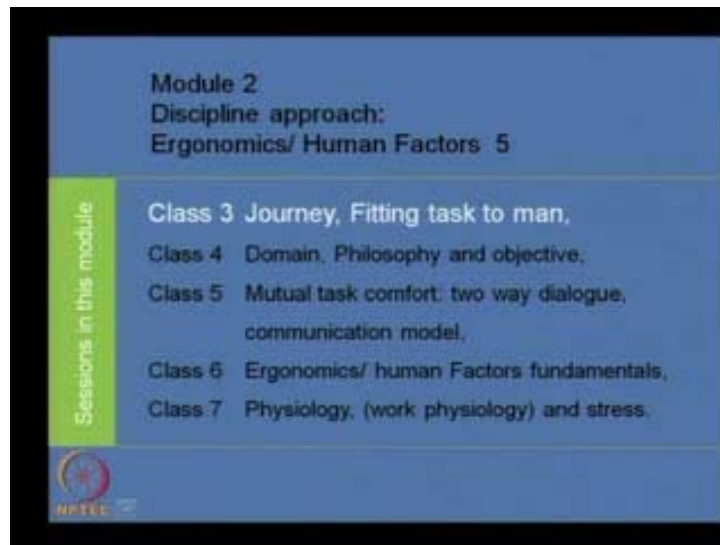 Module 2
Discipline approach:
Ergonomics/ Human Factors 5
Sessions in this module
Class 3 Journey, Fitting task to man,
Class 4 Domain, Philosophy and objective,
Class 5 Mutual task comfort: two way dialogue,
communication model,
Class 6 Ergonomics/ human Factors fundamentals,
Class 7 Physiology, (work physiology) and stress.
NPTEL